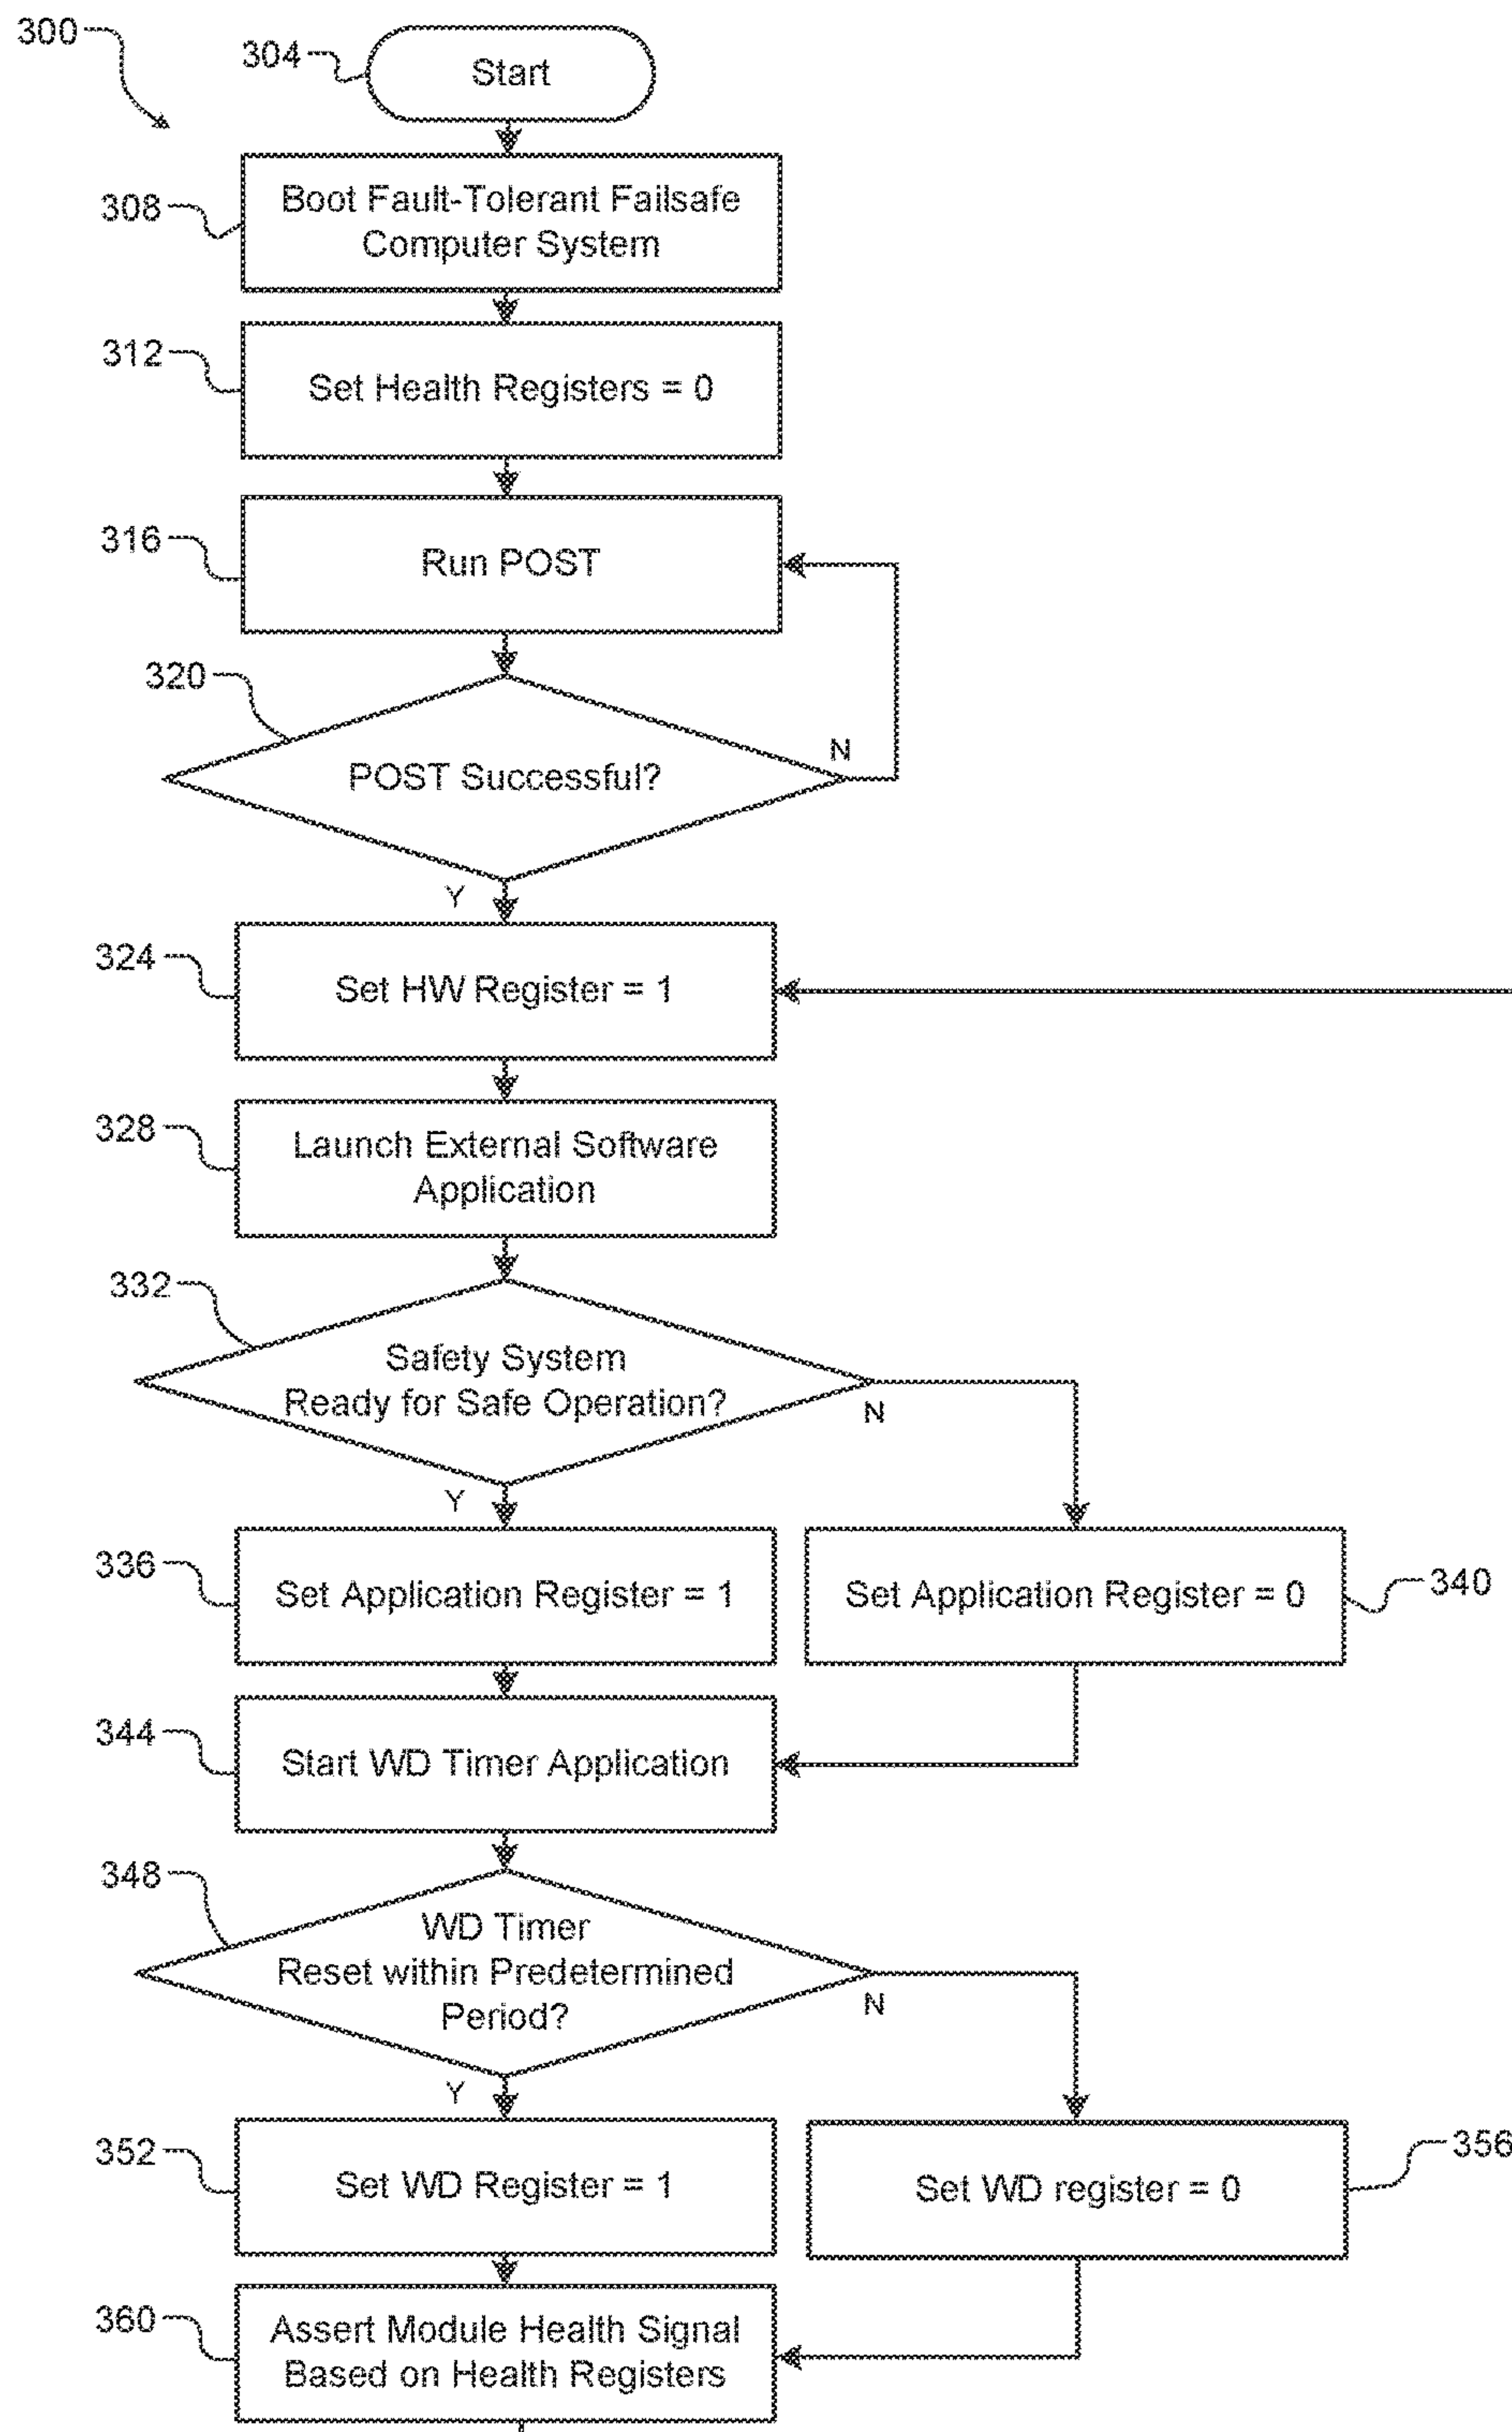 300
304
Start
308
Boot Fault-Tolerant Failsafe
Computer System
312
Set Health Registers = 0
316
Run POST
320
POST Successful?
N
Y
324
Set HW Register = 1
328
Launch External Software
Application
332
Safety System
Ready for Safe Operation?
N
Y
336
Set Application Register = 1
Set Application Register = 0
340
344
Start WD Timer Application
348
WD Timer
Reset within Predetermined
Period?
N
Y
352
Set WD Register = 1
Set WD register = 0
356
360
Assert Module Health Signal
Based on Health Registers